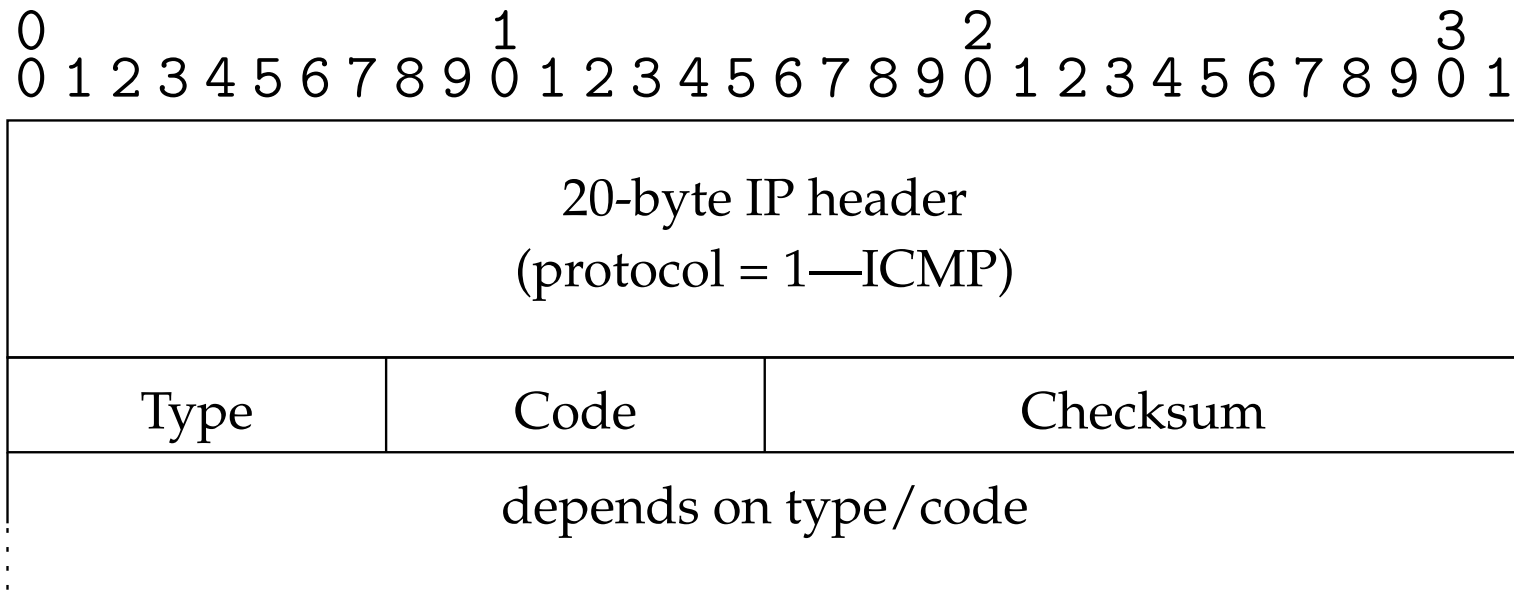 0 1 2 3
0 1 2 3 4 5 6 7 8 9 0 1 2 3 4 5 6 7 8 9 0 1 2 3 4 5 6 7 8 9 0 1
20-byte IP header
(protocol = 1—ICMP)
Type Code Checksum
depends on type/code